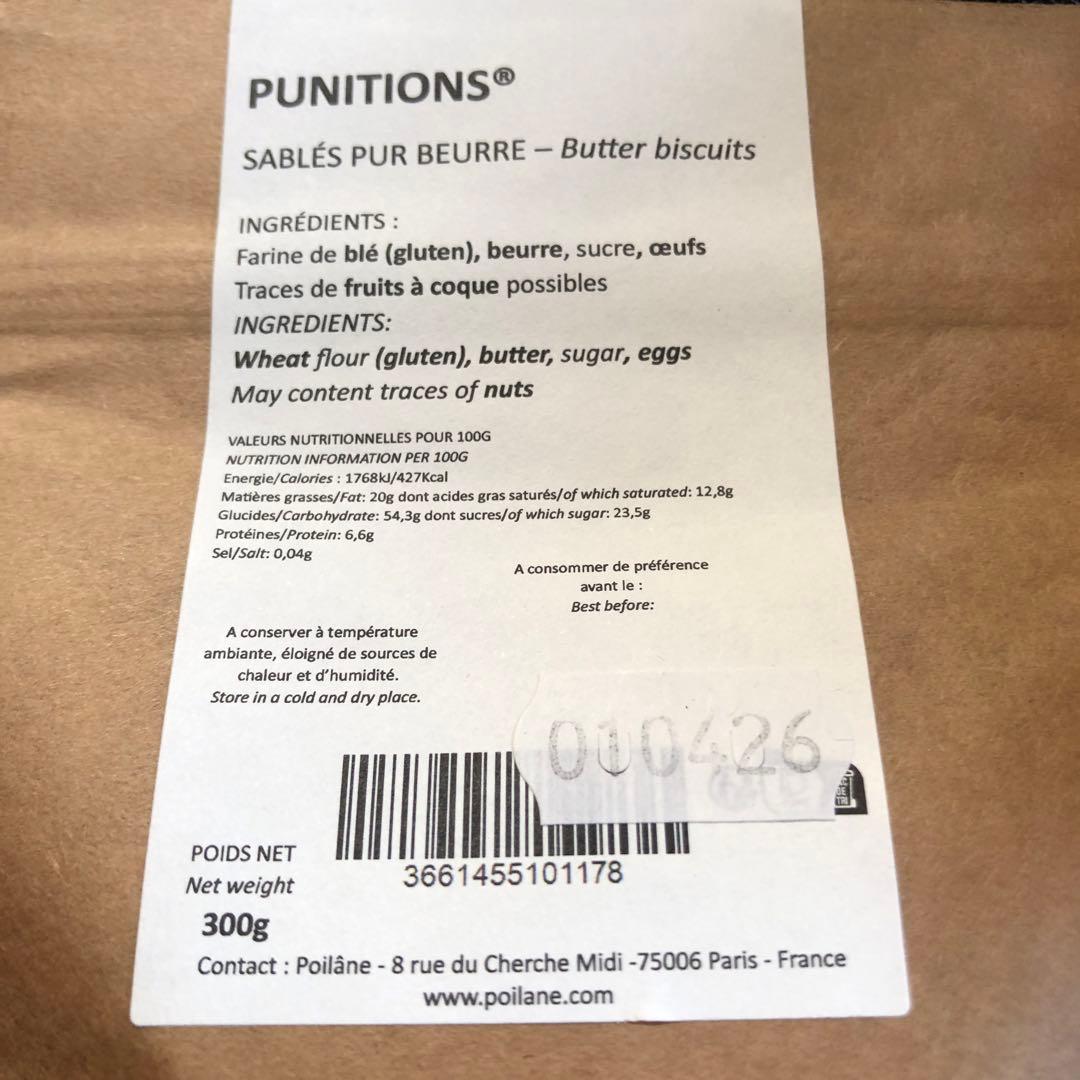 PUNITIONS®
SABLÉS PUR BEURRE – Butter biscuits
INGRÉDIENTS :
Farine de blé (gluten), beurre, sucre, œufs
Traces de fruits à coque possibles
INGREDIENTS:
Wheat flour (gluten), butter, sugar, eggs
May content traces of nuts
VALEURS NUTRITIONNELLES POUR 100G
NUTRITION INFORMATION PER 100G
Energie/Calories : 1768kJ/427Kcal
Matières grasses/Fat: 20g dont acides gras saturés/of which saturated: 12,8g
Glucides/Carbohydrate: 54,3g dont sucres/of which sugar: 23,5g
Protéines/Protein: 6,6g
Sel/Salt: 0,04g
A consommer de préférence
avant le :
Best before:
A conserver à température
ambiante, éloigné de sources de
chaleur et d'humidité.
Store in a cold and dry place.
010426
3661455101178
POIDS NET
Net weight
300g
Contact : Poilâne - 8 rue du Cherche Midi -75006 Paris - France
www.poilane.com